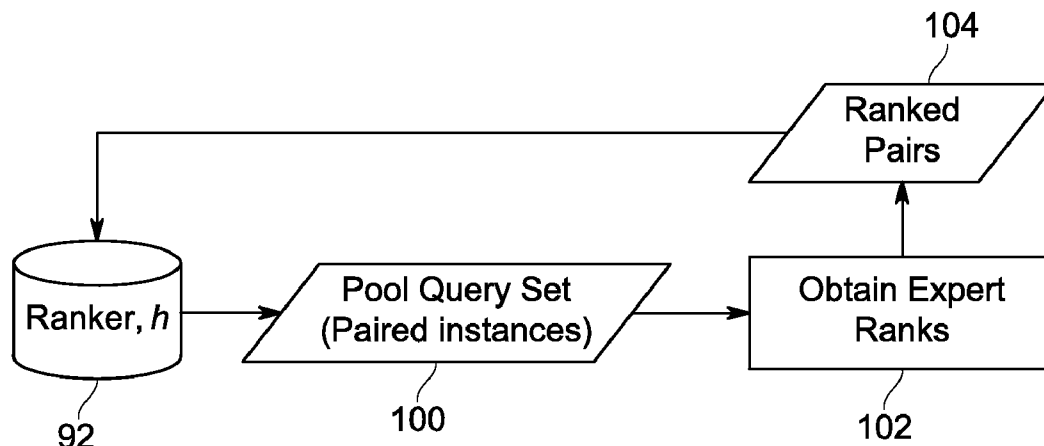 104
Ranked
Pairs
Ranker, h
Pool Query Set
(Paired instances)
Obtain Expert
Ranks
92
100
102